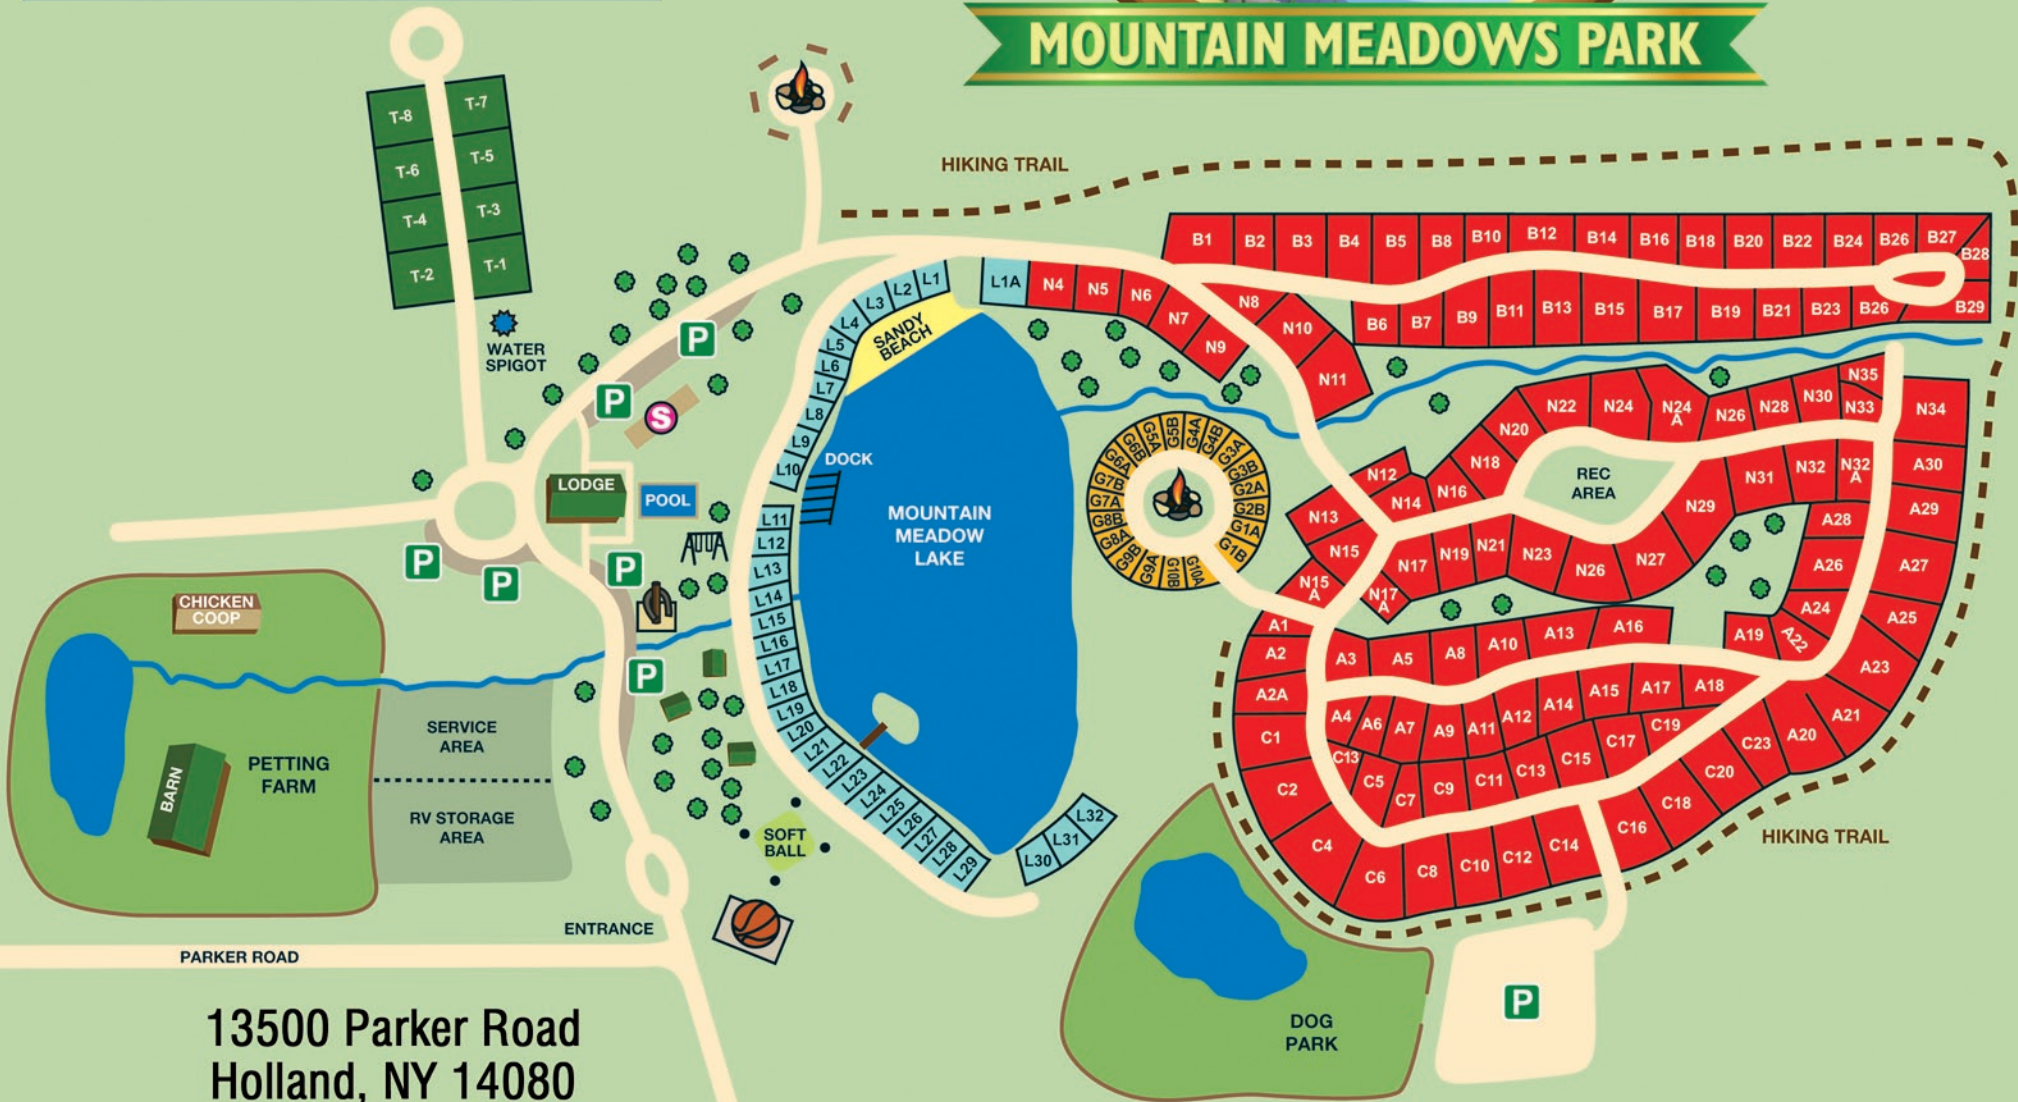 MOUNTAIN MEADOWS PARK
HIKING TRAIL
T-8
T-7
T-6
T-5
T-4
T-3
T-2
T-1
WATER
SPIGOT
P
P
S
LODGE
POOL
P
P
P
P
CHICKEN
COOP
BARN
PETTING
FARM
SERVICE
AREA
RV STORAGE
AREA
SOFT
BALL
ENTRANCE
PARKER ROAD
13500 Parker Road
Holland, NY 14080
SANDY
BEACH
DOCK
MOUNTAIN
MEADOW
LAKE
L1A
L1
L2
L3
L4
L5
L6
L7
L8
L9
L10
L11
L12
L13
L14
L15
L16
L17
L18
L19
L20
L21
L22
L23
L24
L25
L26
L27
L28
L29
L30
L31
L32
G5B
G4A
G4B
G3A
G3B
G2A
G2B
G1A
G1B
G10A
G10B
G9A
G9B
G8A
G8B
G7A
G7B
G6A
G6B
G5A
B1
B2
B3
B4
B5
B8
B10
B12
B14
B16
B18
B20
B22
B24
B26
B27
B28
B6
B7
B9
B11
B13
B15
B17
B19
B21
B23
B26
B29
N4
N5
N6
N7
N8
N9
N10
N11
N12
N13
N14
N15
N15
A
N16
N17
N17
A
N18
N19
N20
N21
N22
N23
N24
N24
A
N26
N28
N30
N35
N33
N34
N26
N27
N29
N31
N32
N32
A
REC
AREA
A30
A29
A28
A27
A26
A25
A24
A23
A22
A21
A20
A19
A1
A2
A2A
A3
A5
A8
A10
A13
A16
A4
A6
A7
A9
A11
A12
A14
A15
A17
A18
C1
C2
C4
C6
C8
C10
C12
C14
C16
C18
C20
C23
C13
C5
C7
C9
C11
C13
C15
C17
C19
HIKING TRAIL
DOG
PARK
P